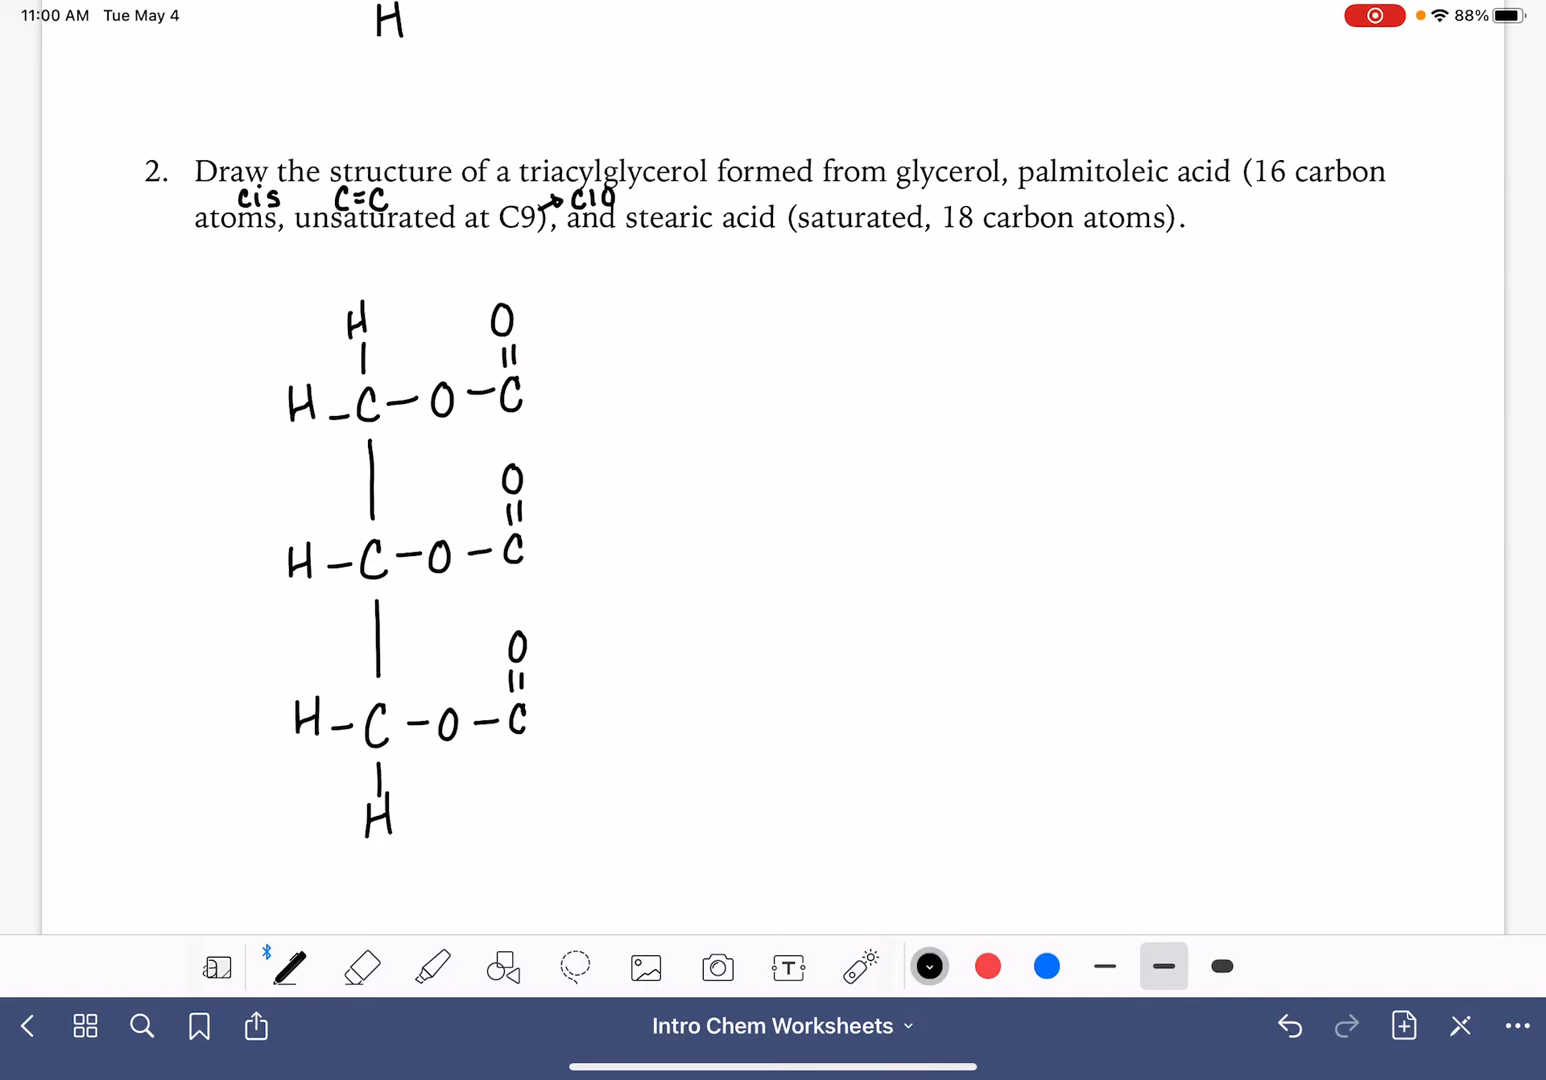 11:00 AM Tue May 4
88%
H
2. Draw the structure of a triacylglycerol formed from glycerol, palmitoleic acid (16 carbon
cis C=C → C10
atoms, unsaturated at C9), and stearic acid (saturated, 18 carbon atoms).
H O
| ||
H-C-O-C
| O
||
H-C-O-C
| O
||
H-C-O-C
|
H
T
Intro Chem Worksheets